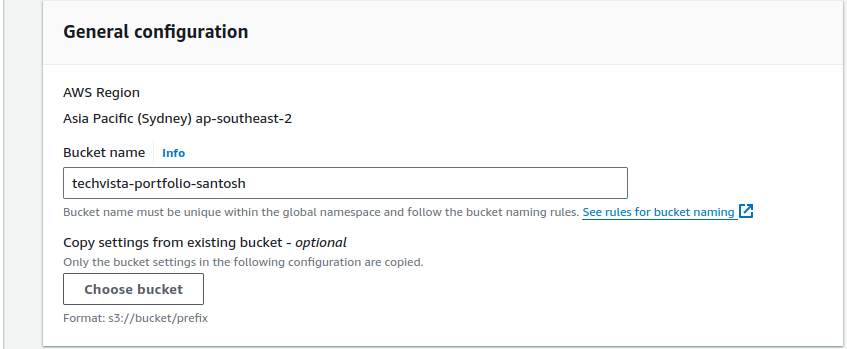 General configuration
AWS Region
Asia Pacific (Sydney) ap-southeast-2
Bucket name Info
techvista-portfolio-santosh
Bucket name must be unique within the global namespace and follow the bucket naming rules. See rules for bucket naming
Copy settings from existing bucket - optional
Only the bucket settings in the following configuration are copied.
Choose bucket
Format: s3://bucket/prefix